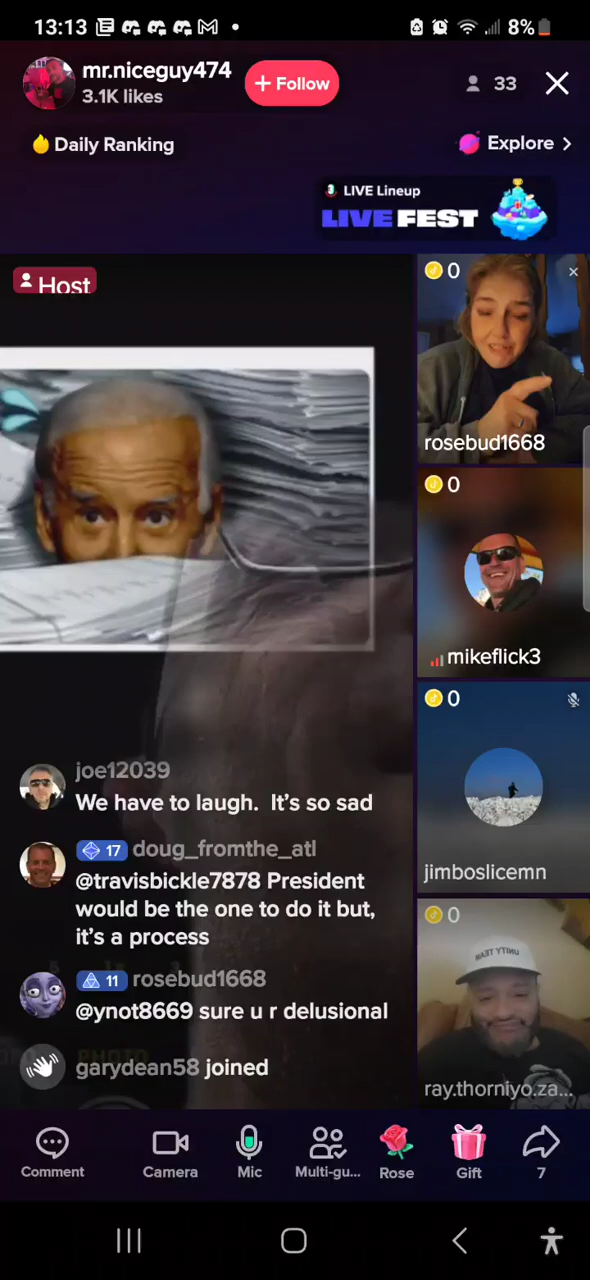 13:13
8%
mr.niceguy474
3.1K likes
+ Follow
33
Daily Ranking
Explore >
LIVE Lineup
LIVE FEST
Host
0
rosebud1668
0
mikeflick3
0
jimboslicemn
0
UNITY TEAM
ray.thorniyo.za...
joe12039
We have to laugh. It's so sad
17 doug_fromthe_atl
@travisbickle7878 President
would be the one to do it but,
it's a process
11 rosebud1668
@ynot8669 sure u r delusional
garydean58 joined
PHOTO
Comment
Camera
Mic
Multi-gu...
Rose
Gift
7